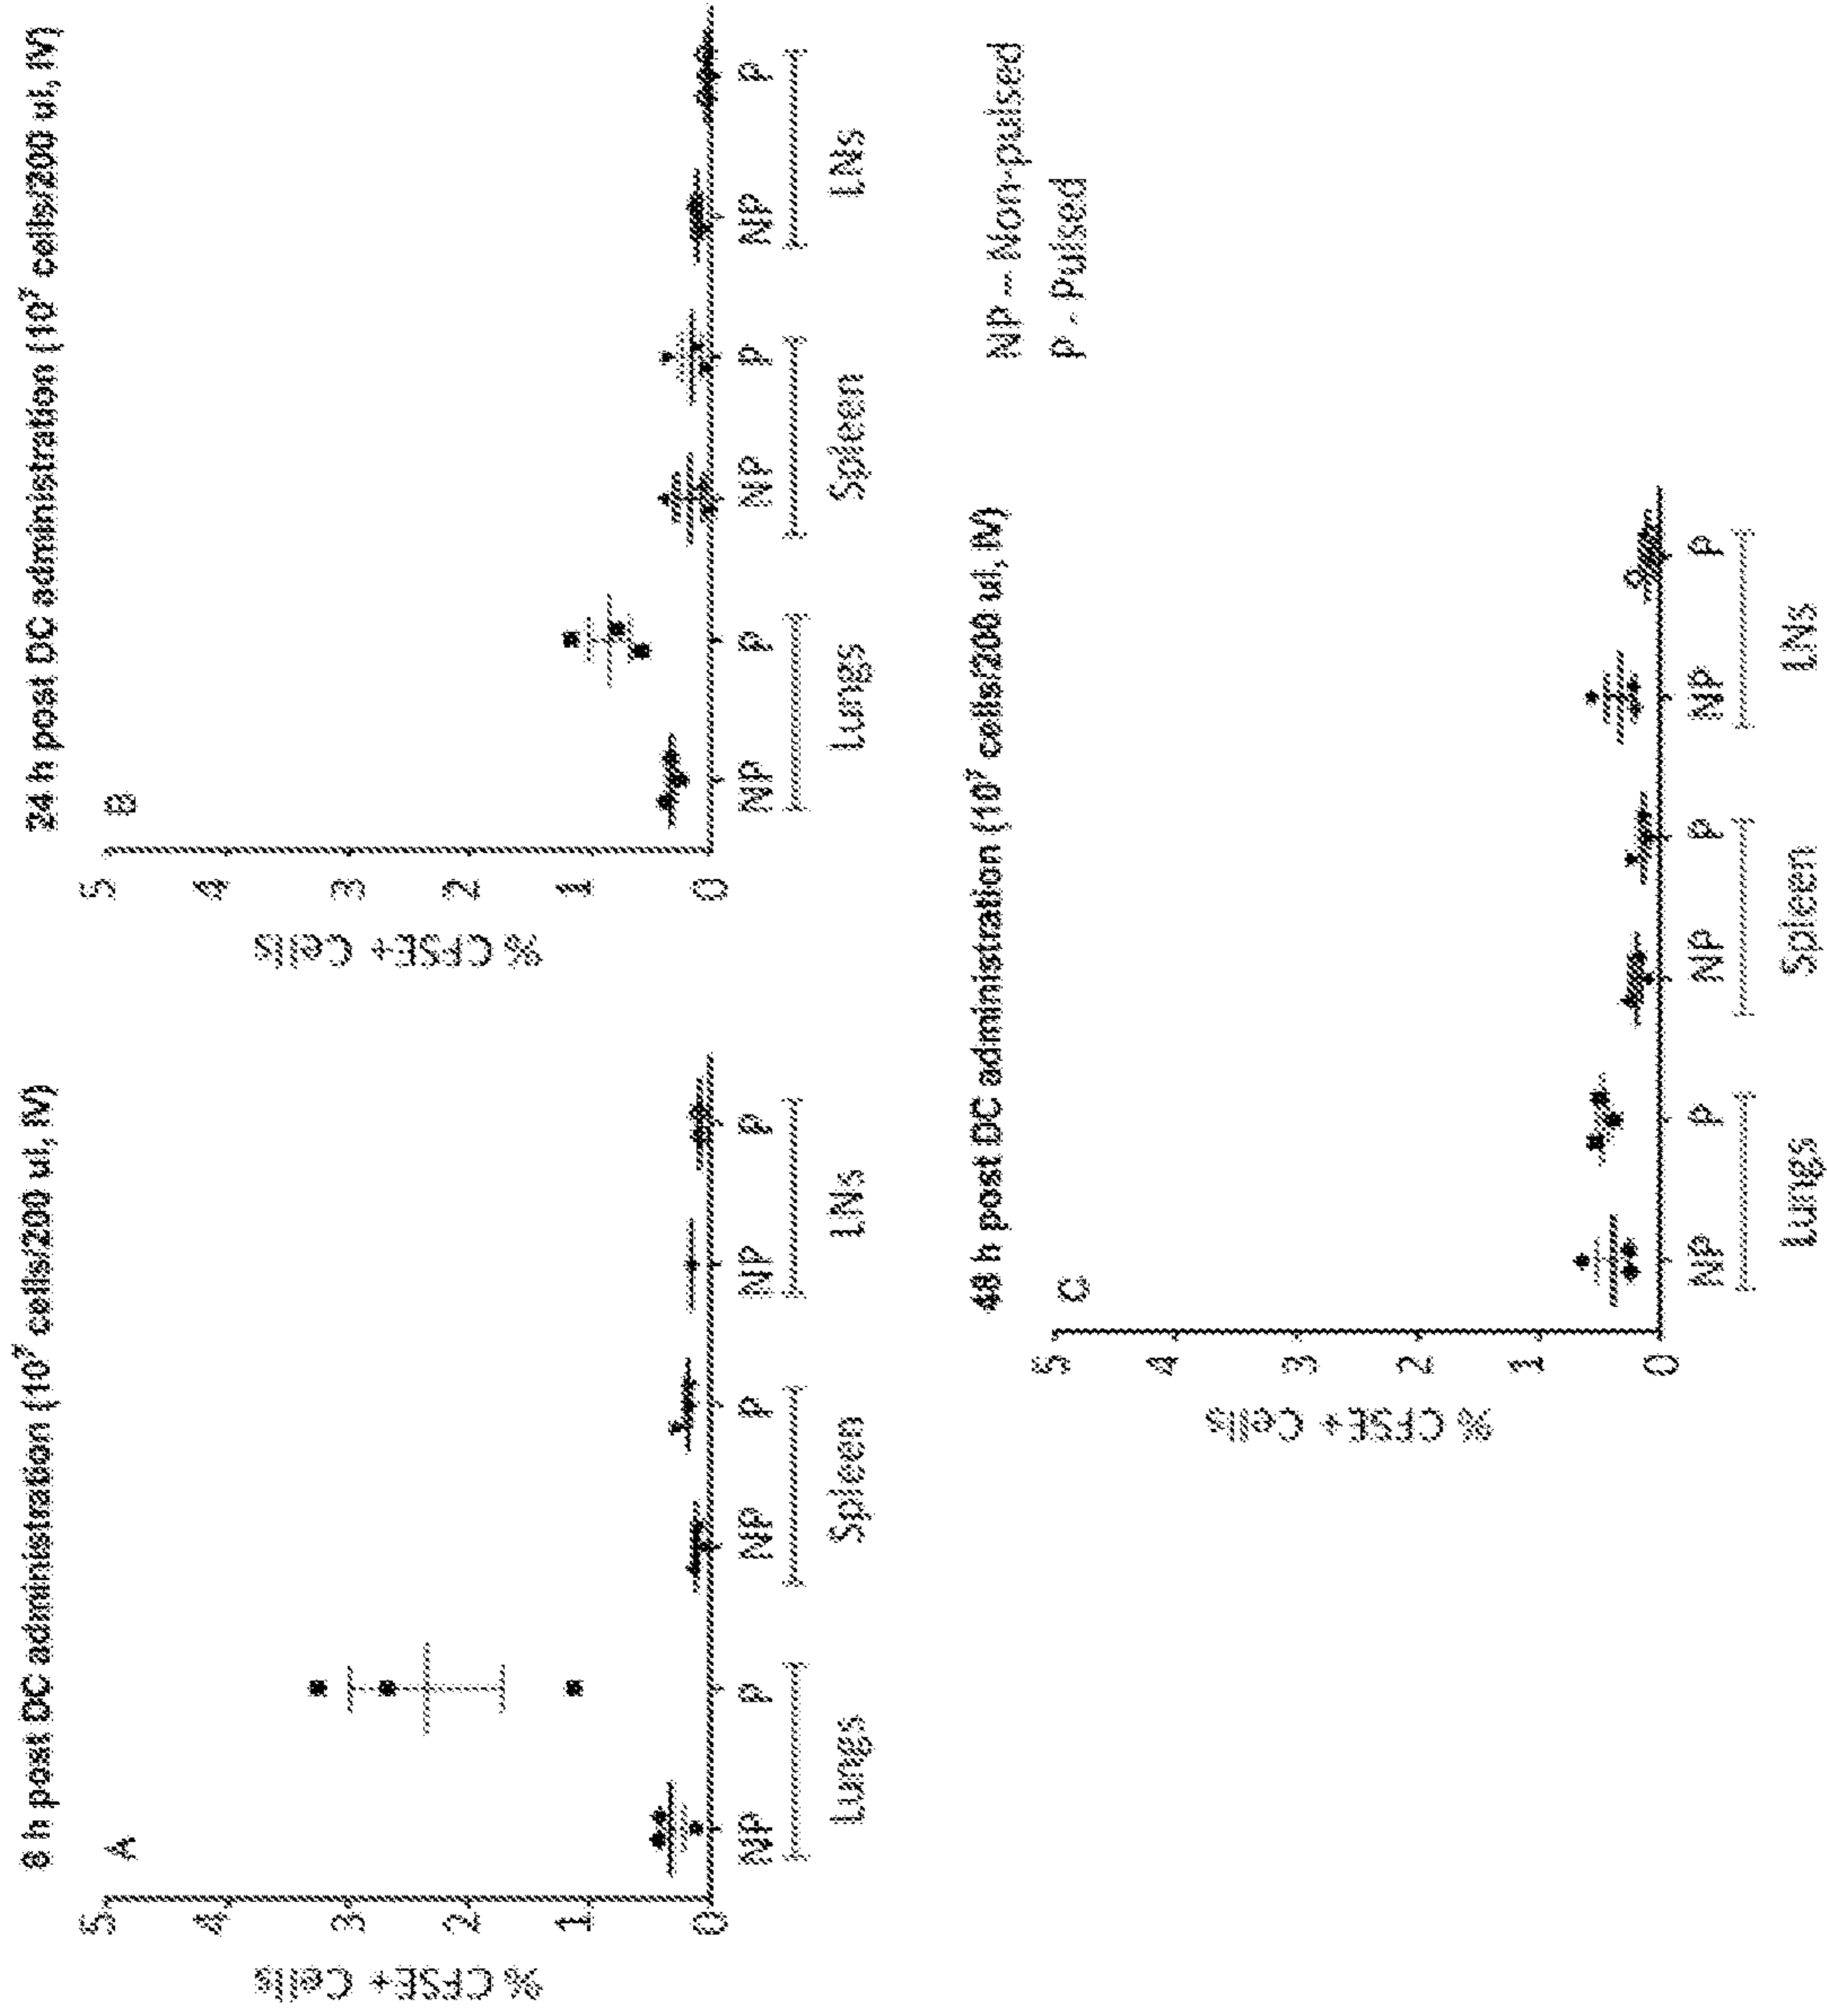 8 h post DC administration (10⁷ cells/200 ul, IV)
A
% CFSE+ Cells
5
4
3
2
1
0
NP P NP P NP P
Lungs Spleen LNs
24 h post DC administration (10⁷ cells/200 ul, IV)
B
% CFSE+ Cells
5
4
3
2
1
0
NP P NP P NP P
Lungs Spleen LNs
48 h post DC administration (10⁷ cells/200 ul, IV)
C
% CFSE+ Cells
5
4
3
2
1
0
NP P NP P NP P
Lungs Spleen LNs
NP – Non-pulsed
P - Pulsed